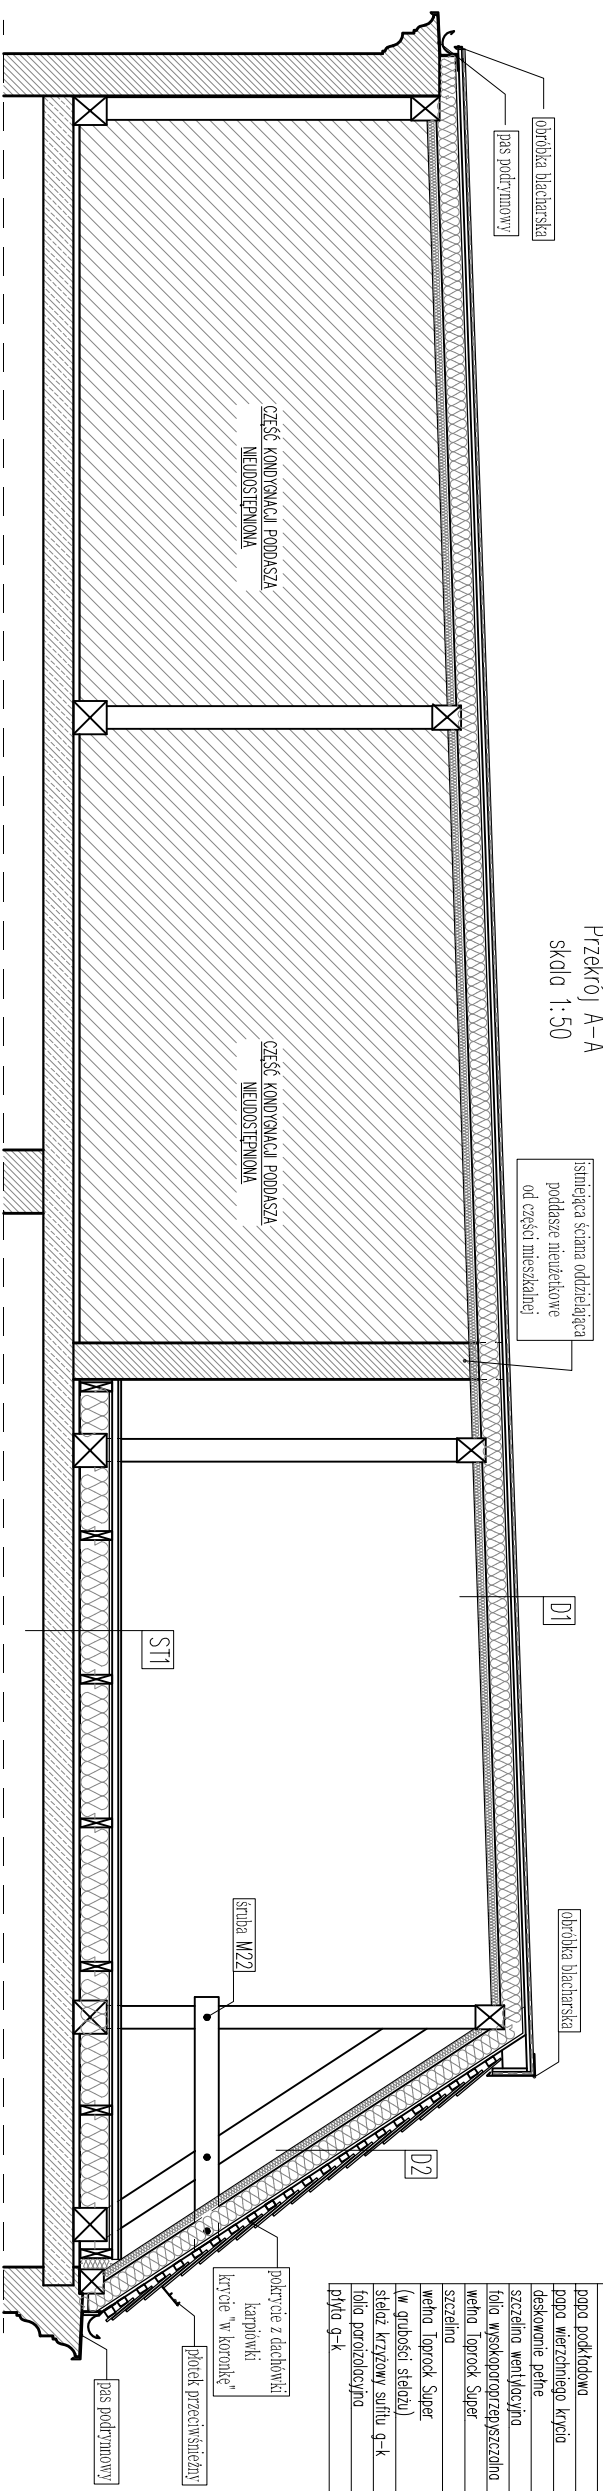 Przekrój A-A
skala 1:50
obróbka blacharska
pas podrynnowy
CZĘŚĆ KONDYGNACJI PODDASZA
NIEUDOSTĘPNIONA
CZĘŚĆ KONDYGNACJI PODDASZA
NIEUDOSTĘPNIONA
istniejąca ściana oddzielająca
poddasze nieużetkowe
od części mieszkalnej
D1
ST1
obróbka blacharska
śruba M22
D2
pokrycie z dachówki
karpiówki
krycie "w koronkę"
płotek przeciwśnieżny
pas podrynnowy
papa podkładowa
papa wierzchniego krycia
deskowanie pełne
szczelina wentylacyjna
folia wysokoparoprzepyszczalna
wełna Toprock Super
szczelina
wełna Toprock Super
(w grubości stelażu)
stelaż krzyżowy sufitu g-k
folia paroizolacyjna
płyta g-k